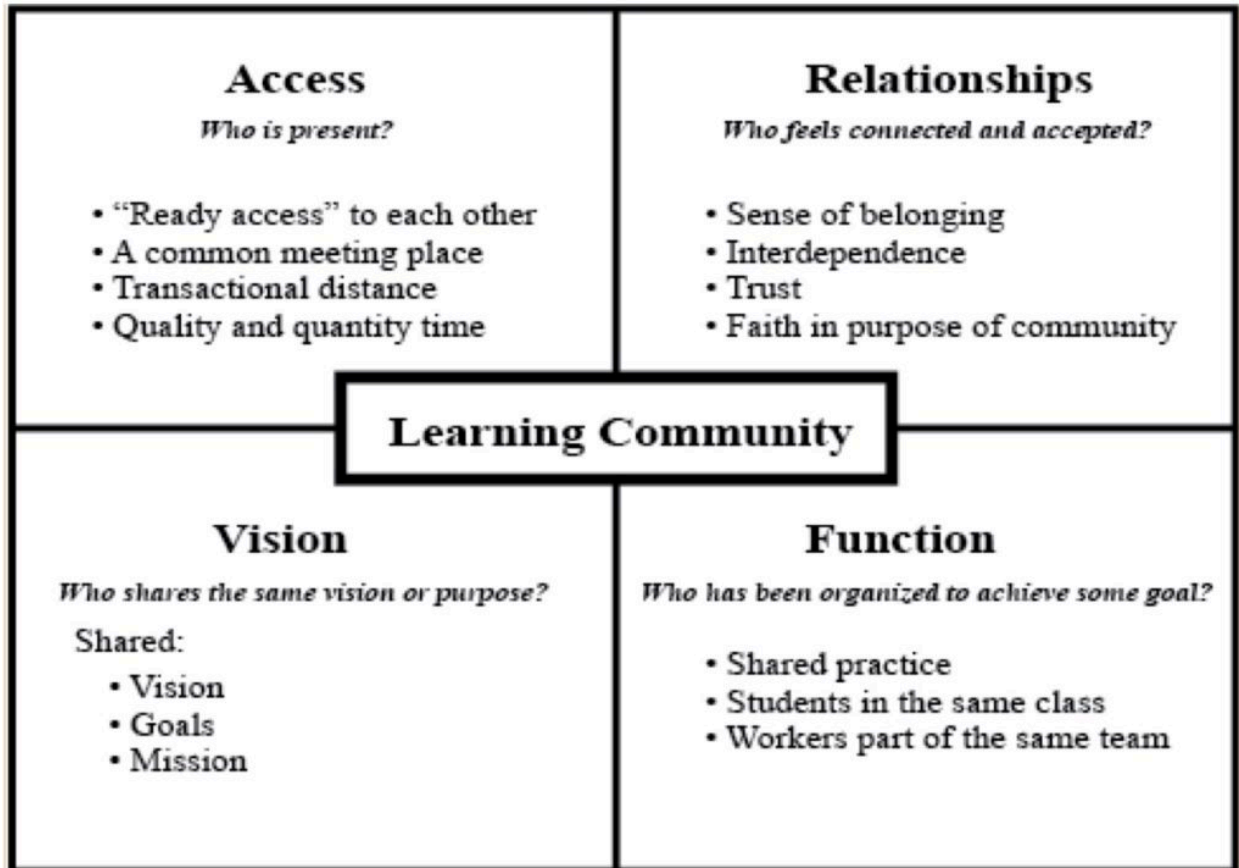 Access
Who is present?
• “Ready access” to each other
• A common meeting place
• Transactional distance
• Quality and quantity time
Relationships
Who feels connected and accepted?
• Sense of belonging
• Interdependence
• Trust
• Faith in purpose of community
Learning Community
Vision
Who shares the same vision or purpose?
Shared:
• Vision
• Goals
• Mission
Function
Who has been organized to achieve some goal?
• Shared practice
• Students in the same class
• Workers part of the same team